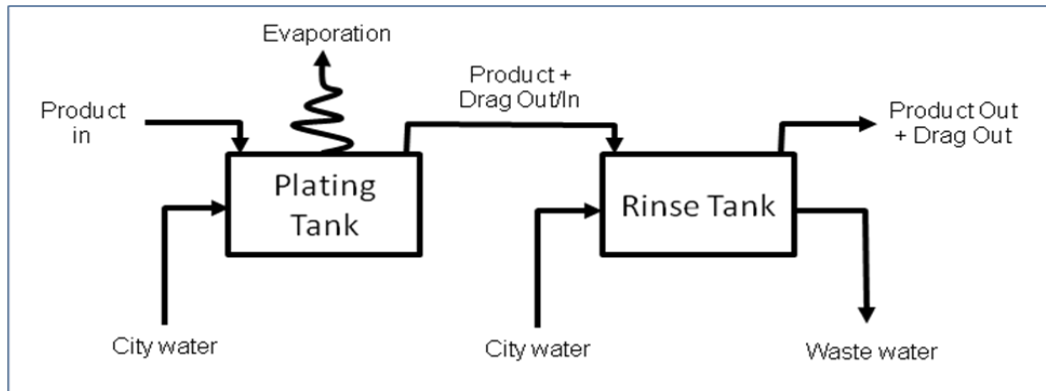 Evaporation
Product
in
Product +
Drag Out/In
Product Out
+ Drag Out
Plating
Tank
Rinse Tank
City water
City water
Waste water